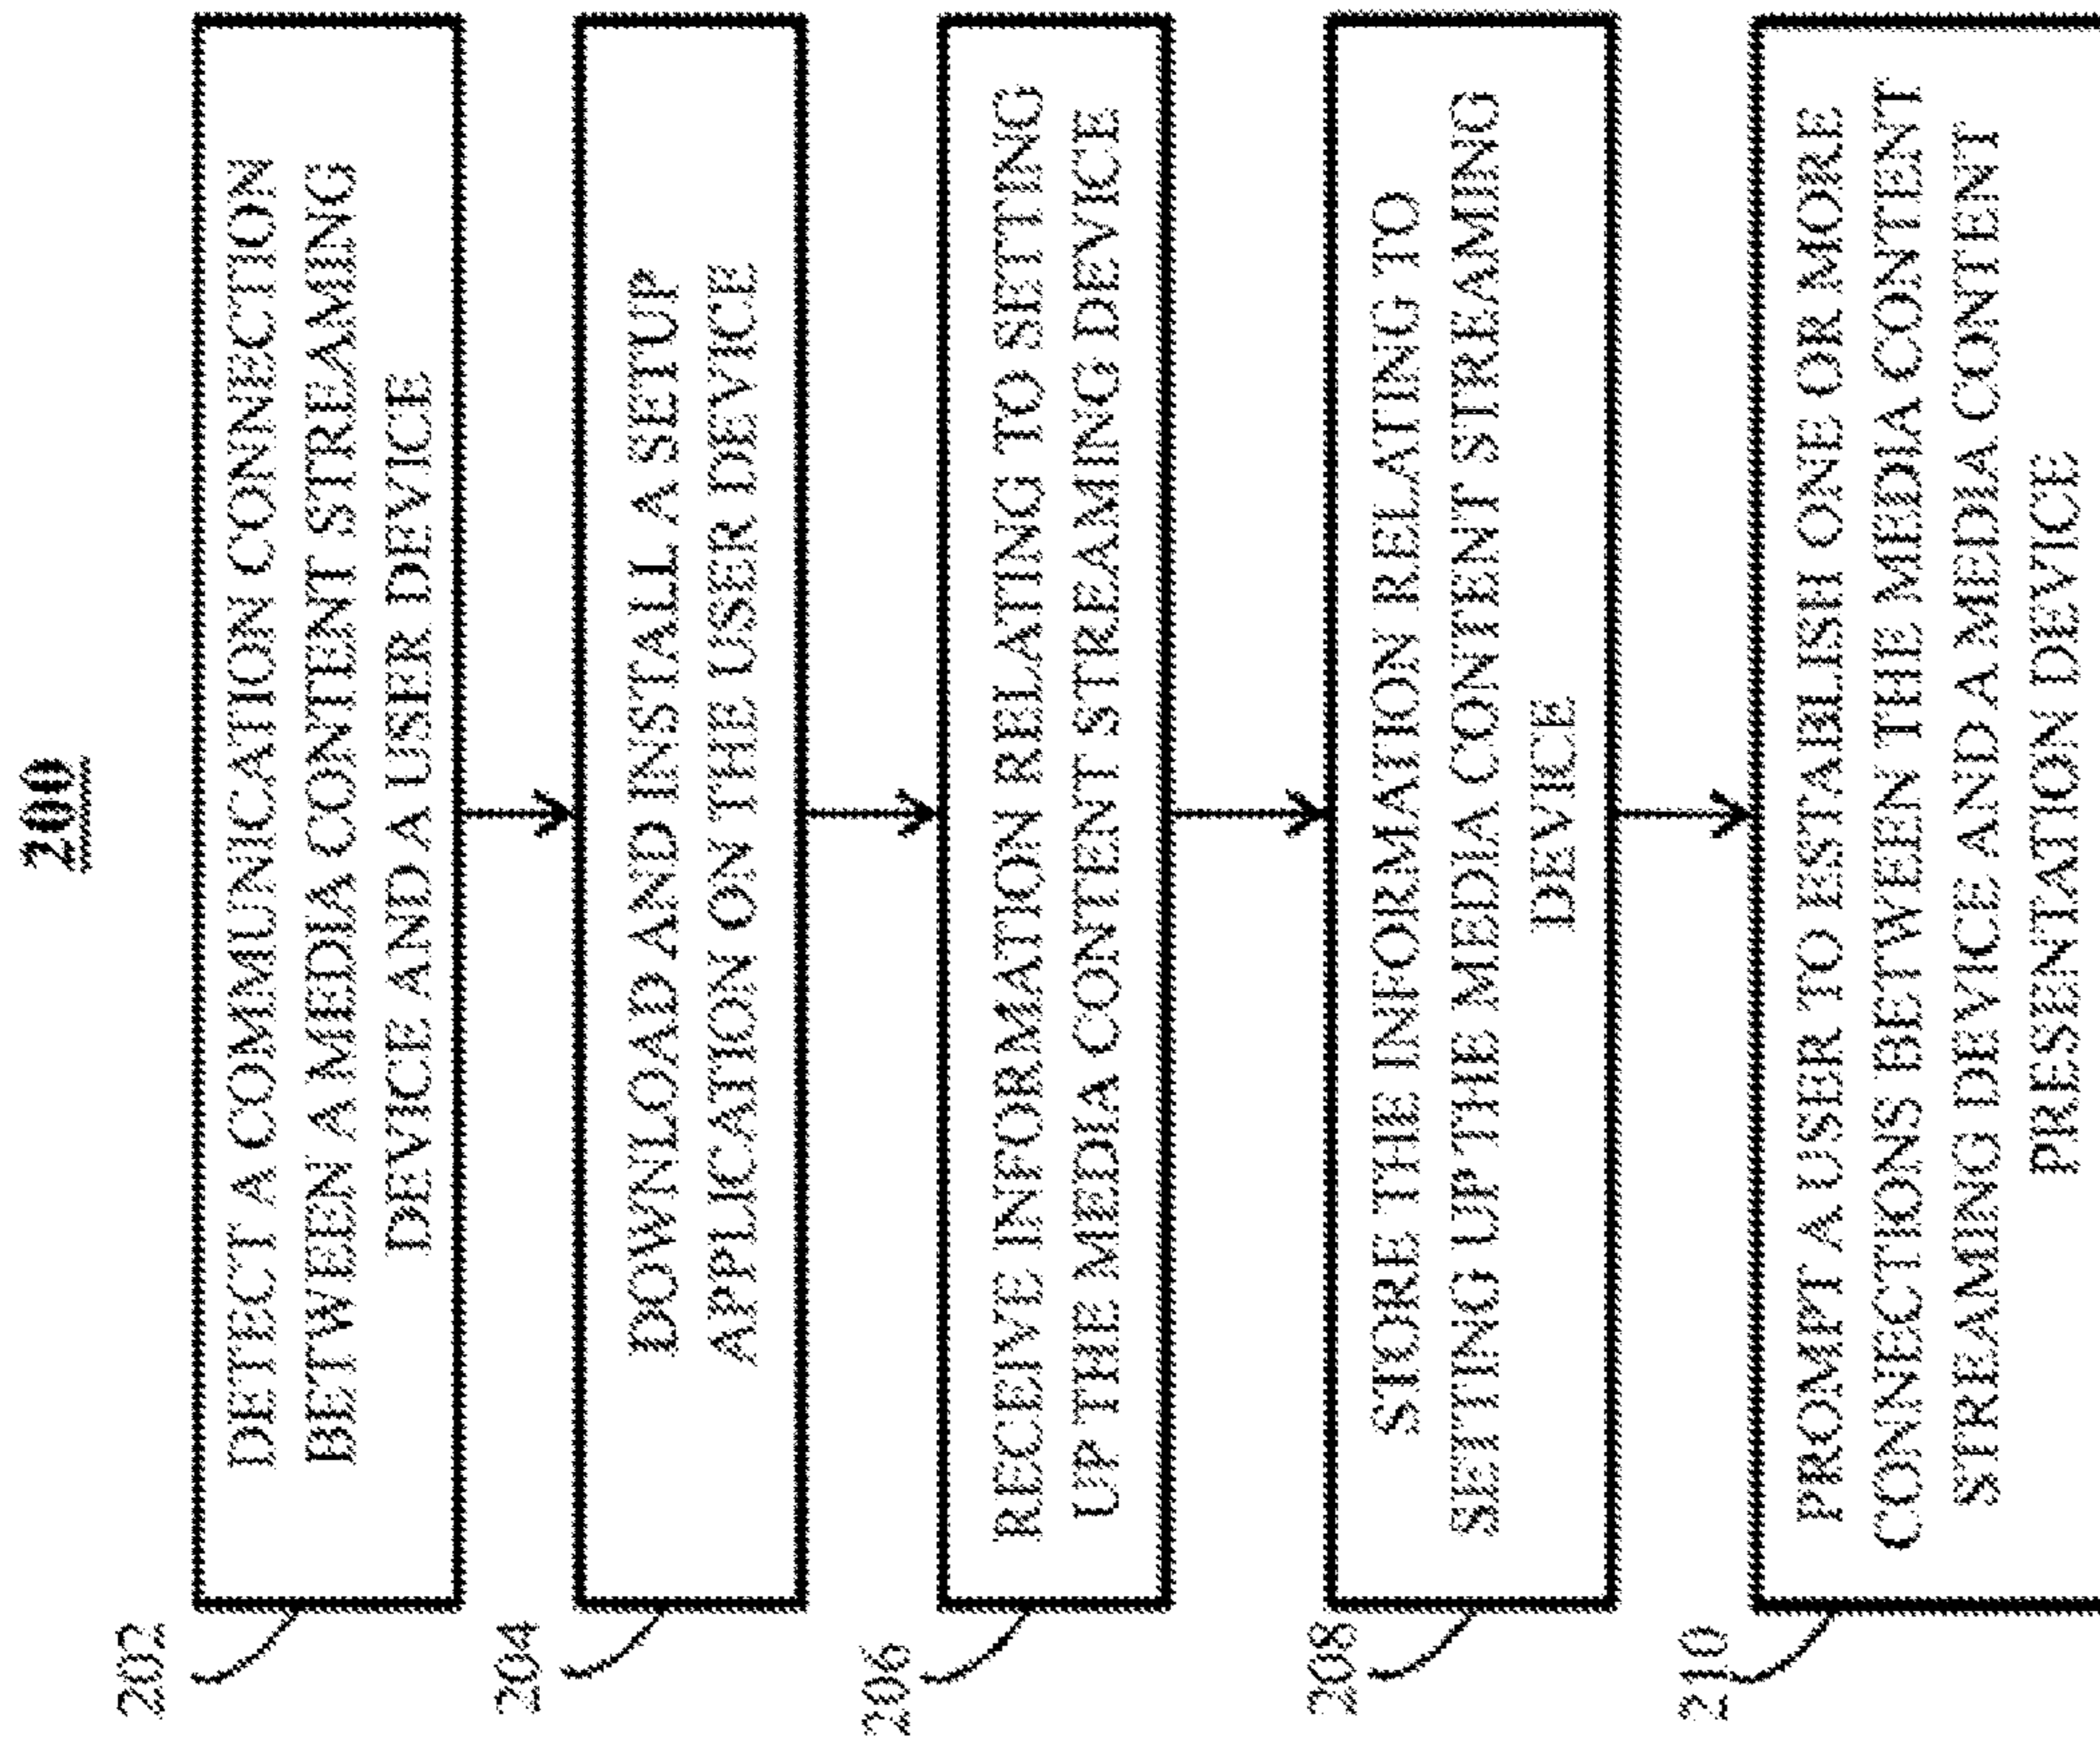 200
202
DETECT A COMMUNICATION CONNECTION
BETWEEN A MEDIA CONTENT STREAMING
DEVICE AND A USER DEVICE
204
DOWNLOAD AND INSTALL A SETUP
APPLICATION ON THE USER DEVICE
206
RECEIVE INFORMATION RELATING TO SETTING
UP THE MEDIA CONTENT STREAMING DEVICE
208
STORE THE INFORMATION RELATING TO
SETTING UP THE MEDIA CONTENT STREAMING
DEVICE
210
PROMPT A USER TO ESTABLISH ONE OR MORE
CONNECTIONS BETWEEN THE MEDIA CONTENT
STREAMING DEVICE AND A MEDIA CONTENT
PRESENTATION DEVICE